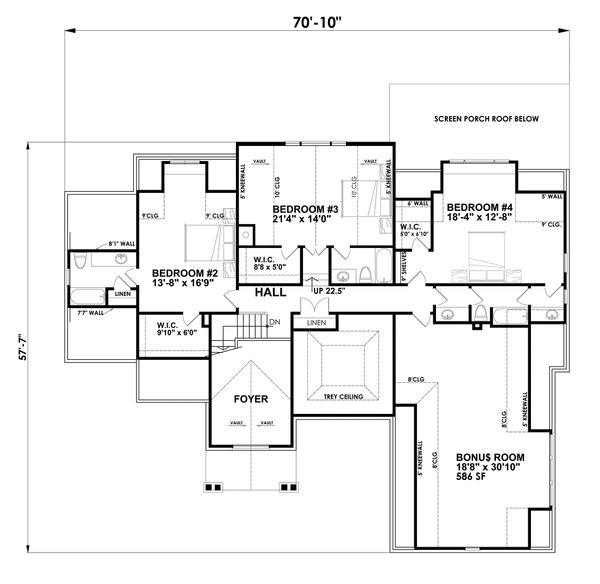 70'-10"
SCREEN PORCH ROOF BELOW
57'-7"
VAULT
VAULT
5' KNEEWALL
10' CLG
10' CLG
5' KNEEWALL
BEDROOM #3
21'4" x 14'0"
9'CLG
9'CLG
8'1" WALL
BEDROOM #2
13'-8" x 16'9"
LINEN
7'7" WALL
W.I.C.
9'10" x 6'0"
W.I.C.
8'8 x 5'0"
HALL
UP 22.5"
DN
LINEN
6' WALL
W.I.C.
5'0" x 6'10"
9'SHELVES
5' WALL
BEDROOM #4
18'-4" x 12'-8"
9' CLG
FOYER
VAULT
VAULT
TREY CEILING
8'CLG
5' KNEEWALL
8'CLG
8'CLG
5' KNEEWALL
BONUS ROOM
18'8" x 30'10"
586 SF